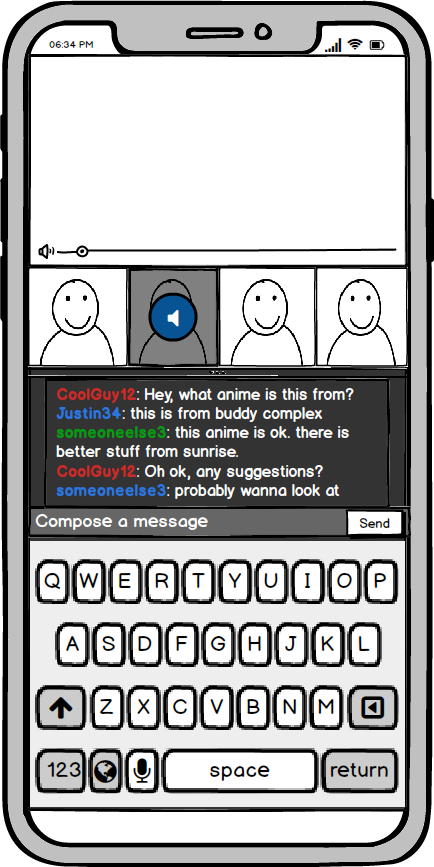 06:34 PM
CoolGuy12: Hey, what anime is this from?
Justin34: this is from buddy complex
someoneelse3: this anime is ok. there is
better stuff from sunrise.
CoolGuy12: Oh ok, any suggestions?
someoneelse3: probably wanna look at
Compose a message Send
Q W E R T Y U I O P
A S D F G H J K L
Z X C V B N M
123 space return